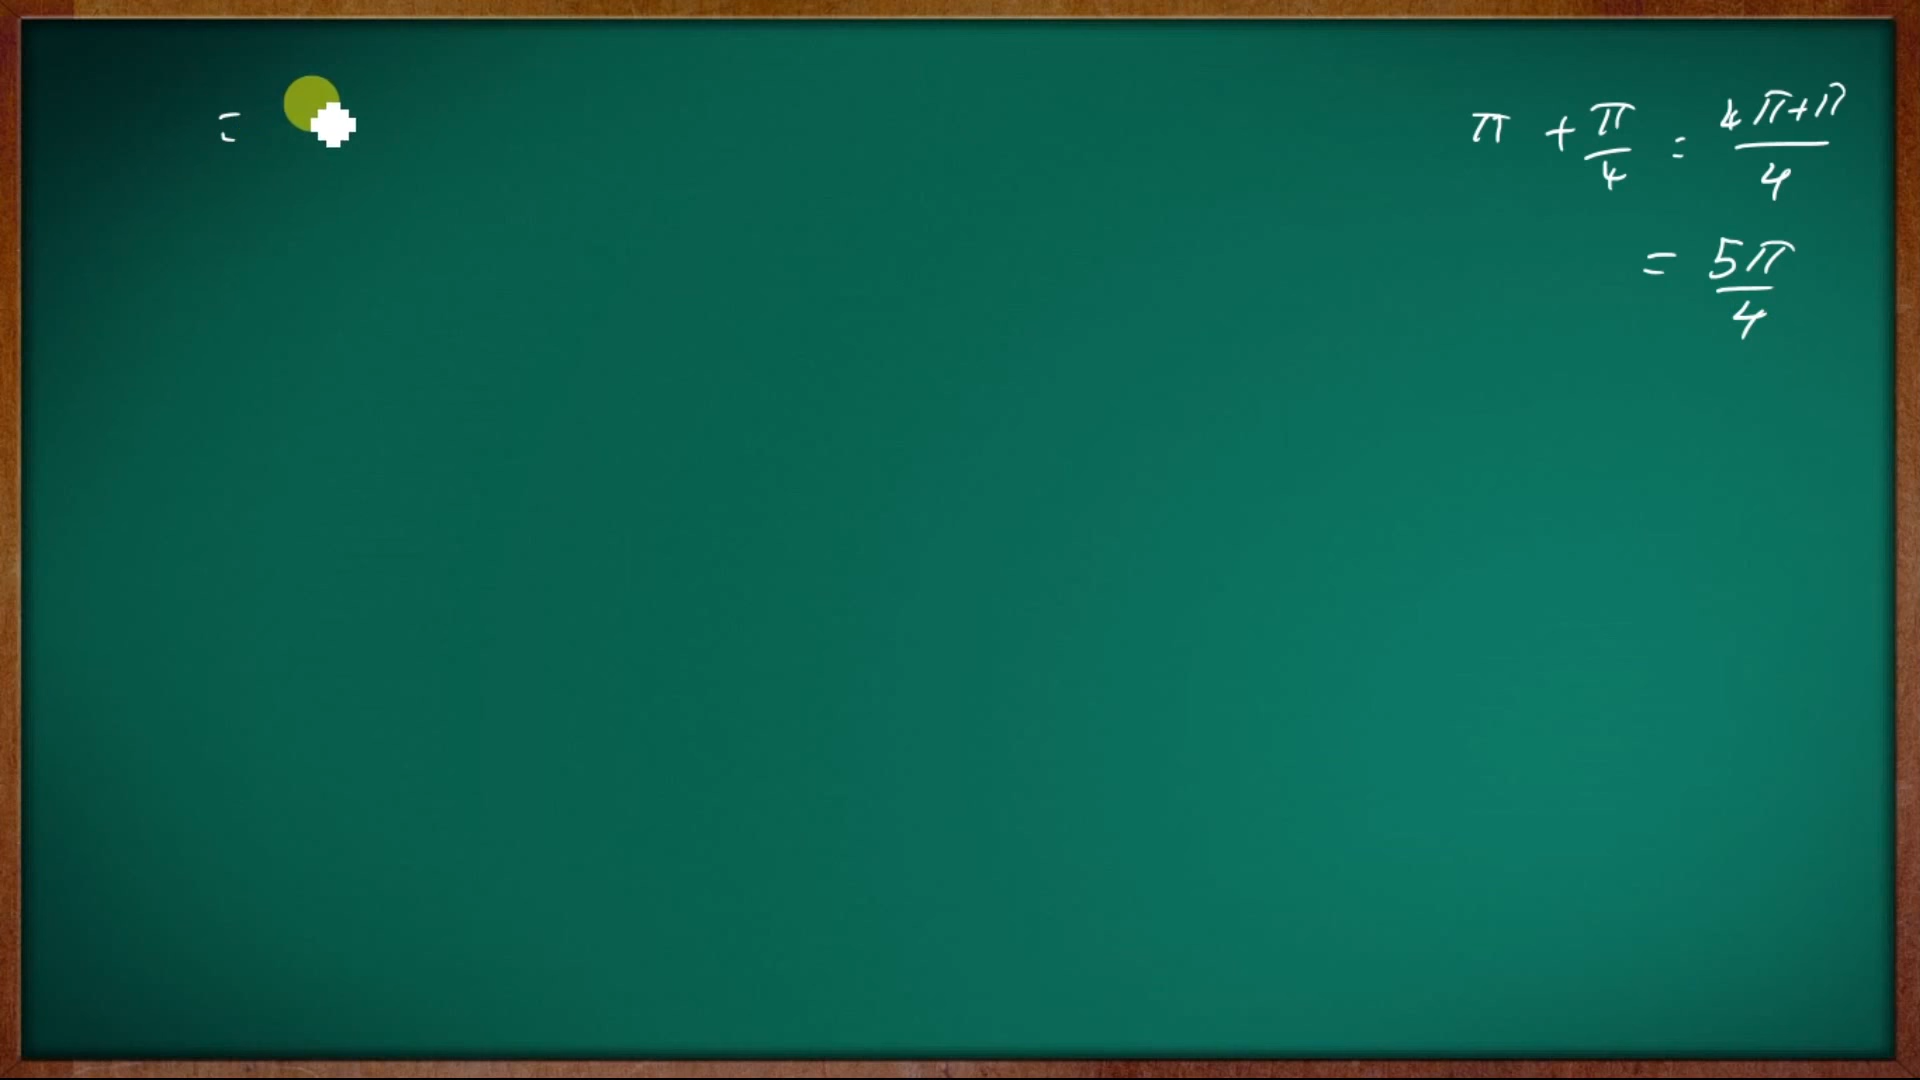 =
π + π/4 = 4π+π/4
= 5π/4